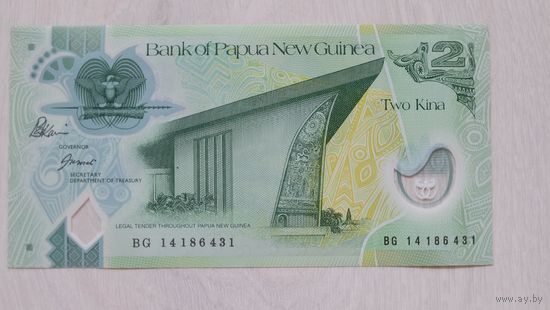 Bank of Papua New Guinea
2
Two Kina
GOVERNOR
SECRETARY
DEPARTMENT OF TREASURY
LEGAL TENDER THROUGHOUT PAPUA NEW GUINEA
BG 14186431
BG 14186431
www.ay.by